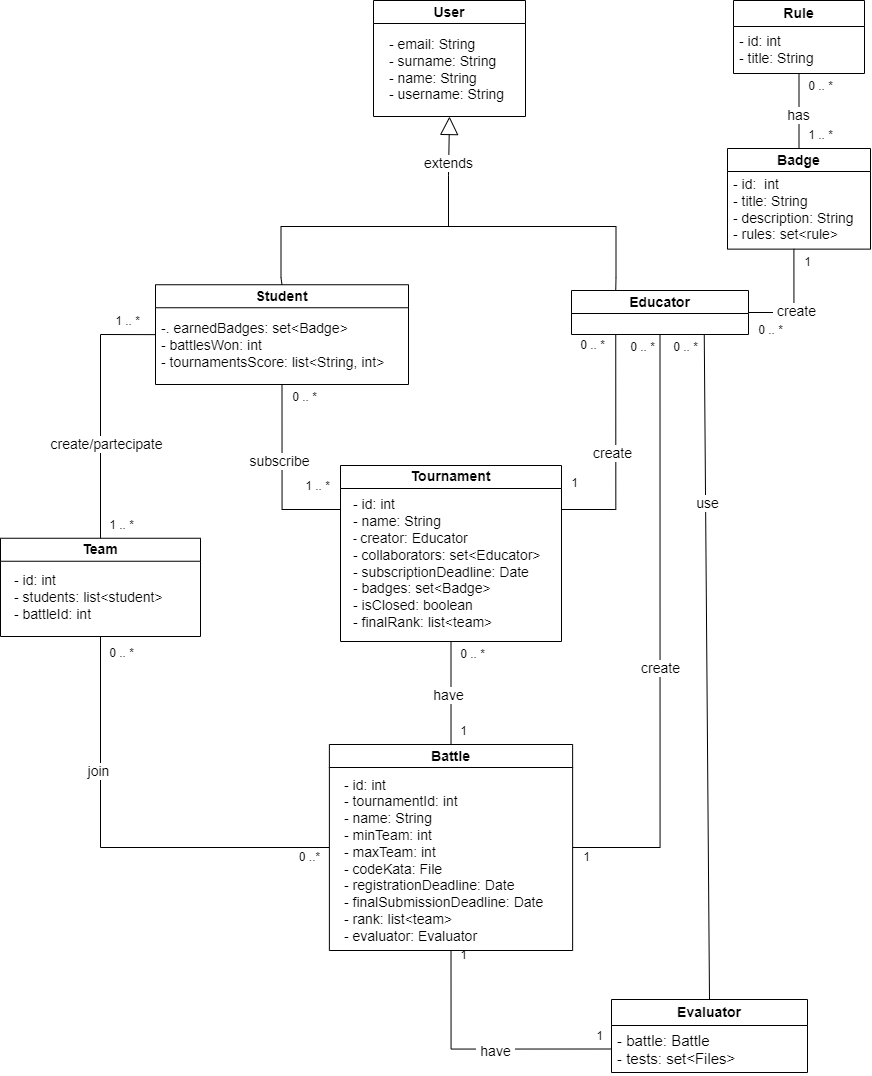 User
- email: String
- surname: String
- name: String
- username: String
Rule
- id: int
- title: String
0 .. *
has
1 .. *
Badge
- id:  int
- title: String
- description: String
- rules: set<rule>
1
create
0 .. *
extends
Student
-. earnedBadges: set<Badge>
- battlesWon: int
- tournamentsScore: list<String, int>
Educator
1 .. *
0 .. *
0 .. *
0 .. *
0 .. *
create/partecipate
subscribe
create
1 .. *
1
use
Tournament
- id: int
- name: String
- creator: Educator
- collaborators: set<Educator>
- subscriptionDeadline: Date
- badges: set<Badge>
- isClosed: boolean
- finalRank: list<team>
1 .. *
Team
- id: int
- students: list<student>
- battleId: int
0 .. *
0 .. *
create
have
1
join
Battle
- id: int
- tournamentId: int
- name: String
- minTeam: int
- maxTeam: int
- codeKata: File
- registrationDeadline: Date
- finalSubmissionDeadline: Date
- rank: list<team>
- evaluator: Evaluator
0 ..*
1
1
have
1
Evaluator
- battle: Battle
- tests: set<Files>